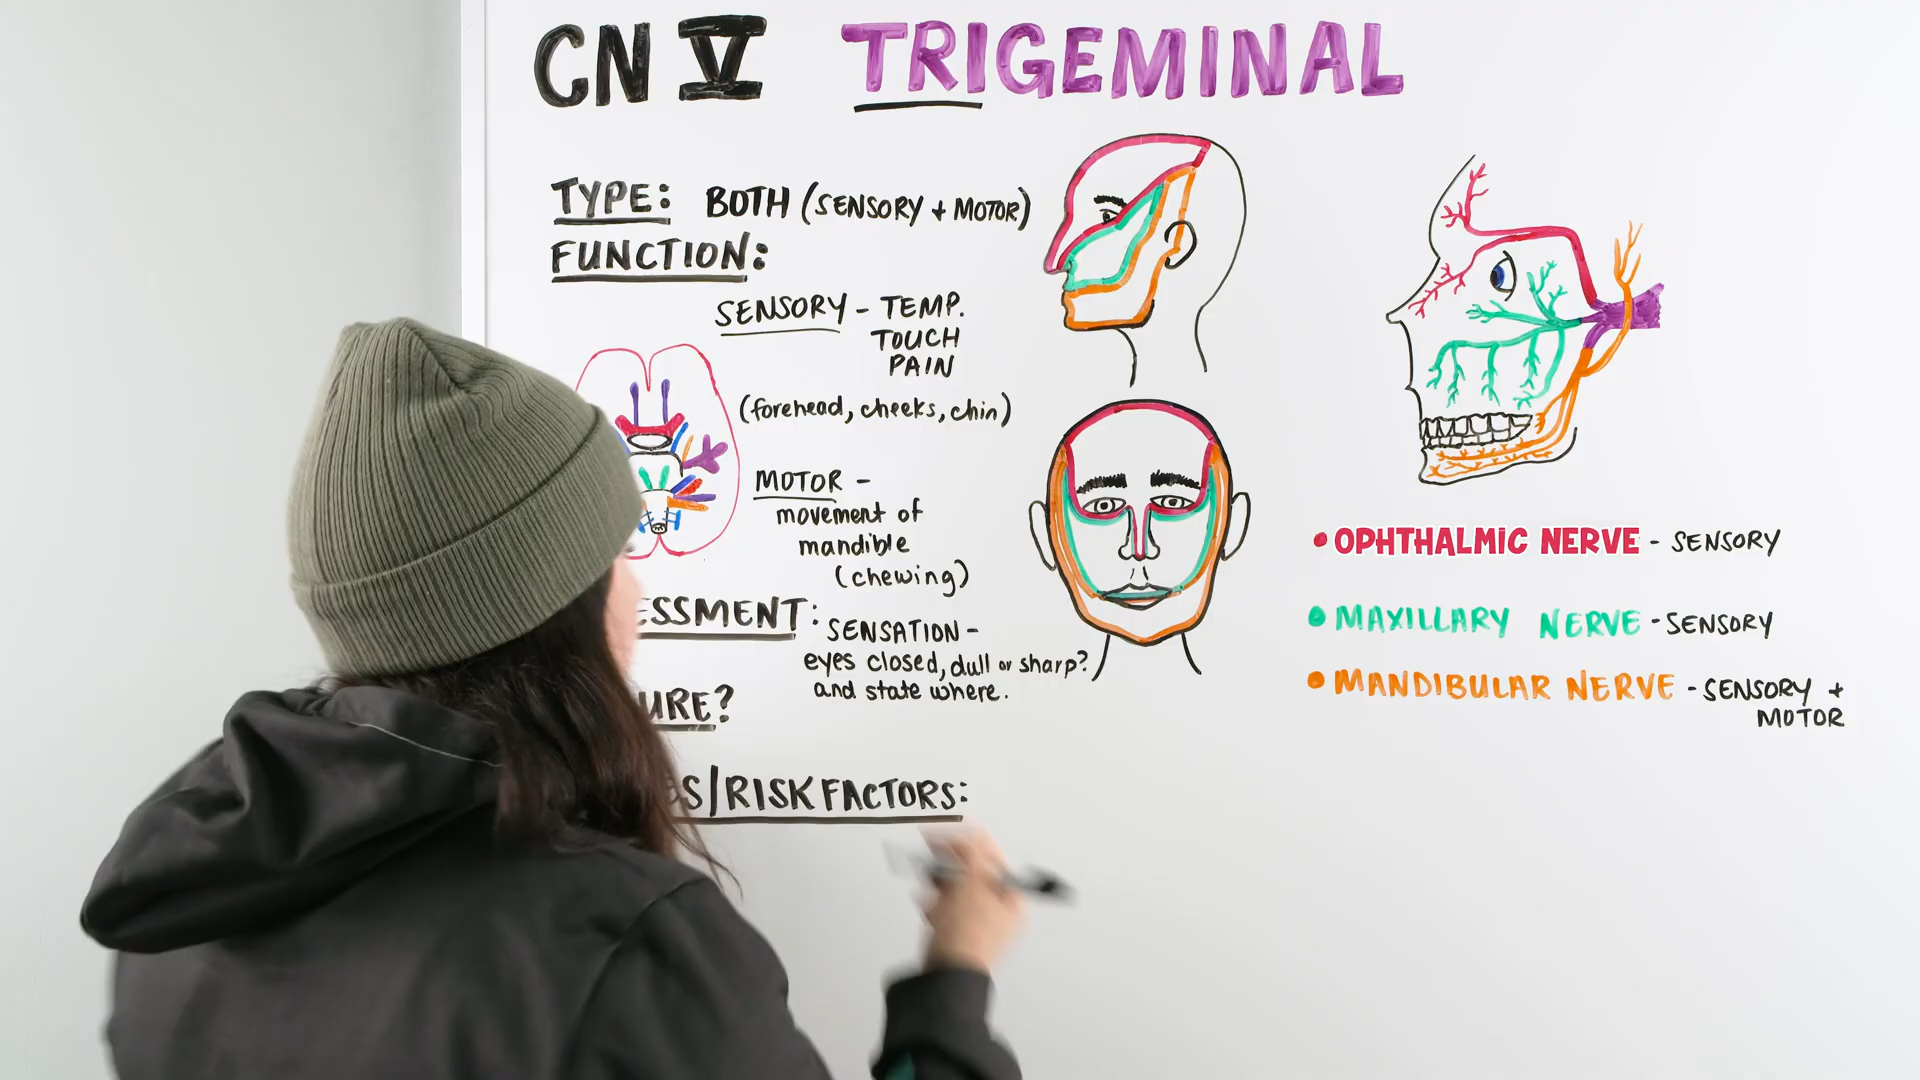 CN V TRIGEMINAL
TYPE: BOTH (SENSORY + MOTOR)
FUNCTION:
SENSORY - TEMP.
TOUCH
PAIN
(forehead, cheeks, chin)
MOTOR -
movement of
mandible
(chewing)
ESSMENT:
SENSATION -
eyes closed, dull or sharp?
and state where.
URE?
S/RISK FACTORS:
• OPHTHALMIC NERVE - SENSORY
• MAXILLARY NERVE - SENSORY
• MANDIBULAR NERVE - SENSORY +
MOTOR